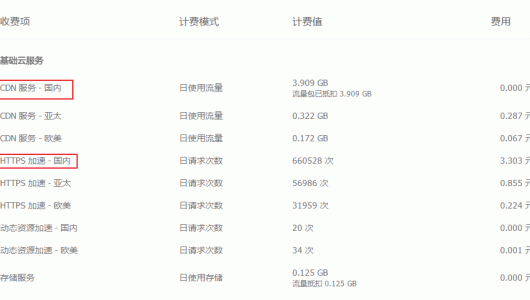 收费项 计费模式 计费值 费用
基础云服务
CDN 服务 - 国内 日使用流量 3.909 GB 0.000 元
流量包已抵扣 3.909 GB
CDN 服务 - 亚太 日使用流量 0.322 GB 0.287 元
CDN 服务 - 欧美 日使用流量 0.172 GB 0.067 元
HTTPS 加速 - 国内 日请求次数 660528 次 3.303 元
HTTPS 加速 - 亚太 日请求次数 56986 次 0.855 元
HTTPS 加速 - 欧美 日请求次数 31959 次 0.224 元
动态资源加速 - 国内 日请求次数 20 次 0.000 元
动态资源加速 - 欧美 日请求次数 34 次 0.001 元
存储服务 日使用存储 0.125 GB 0.000 元
流量抵扣 0.125 GB